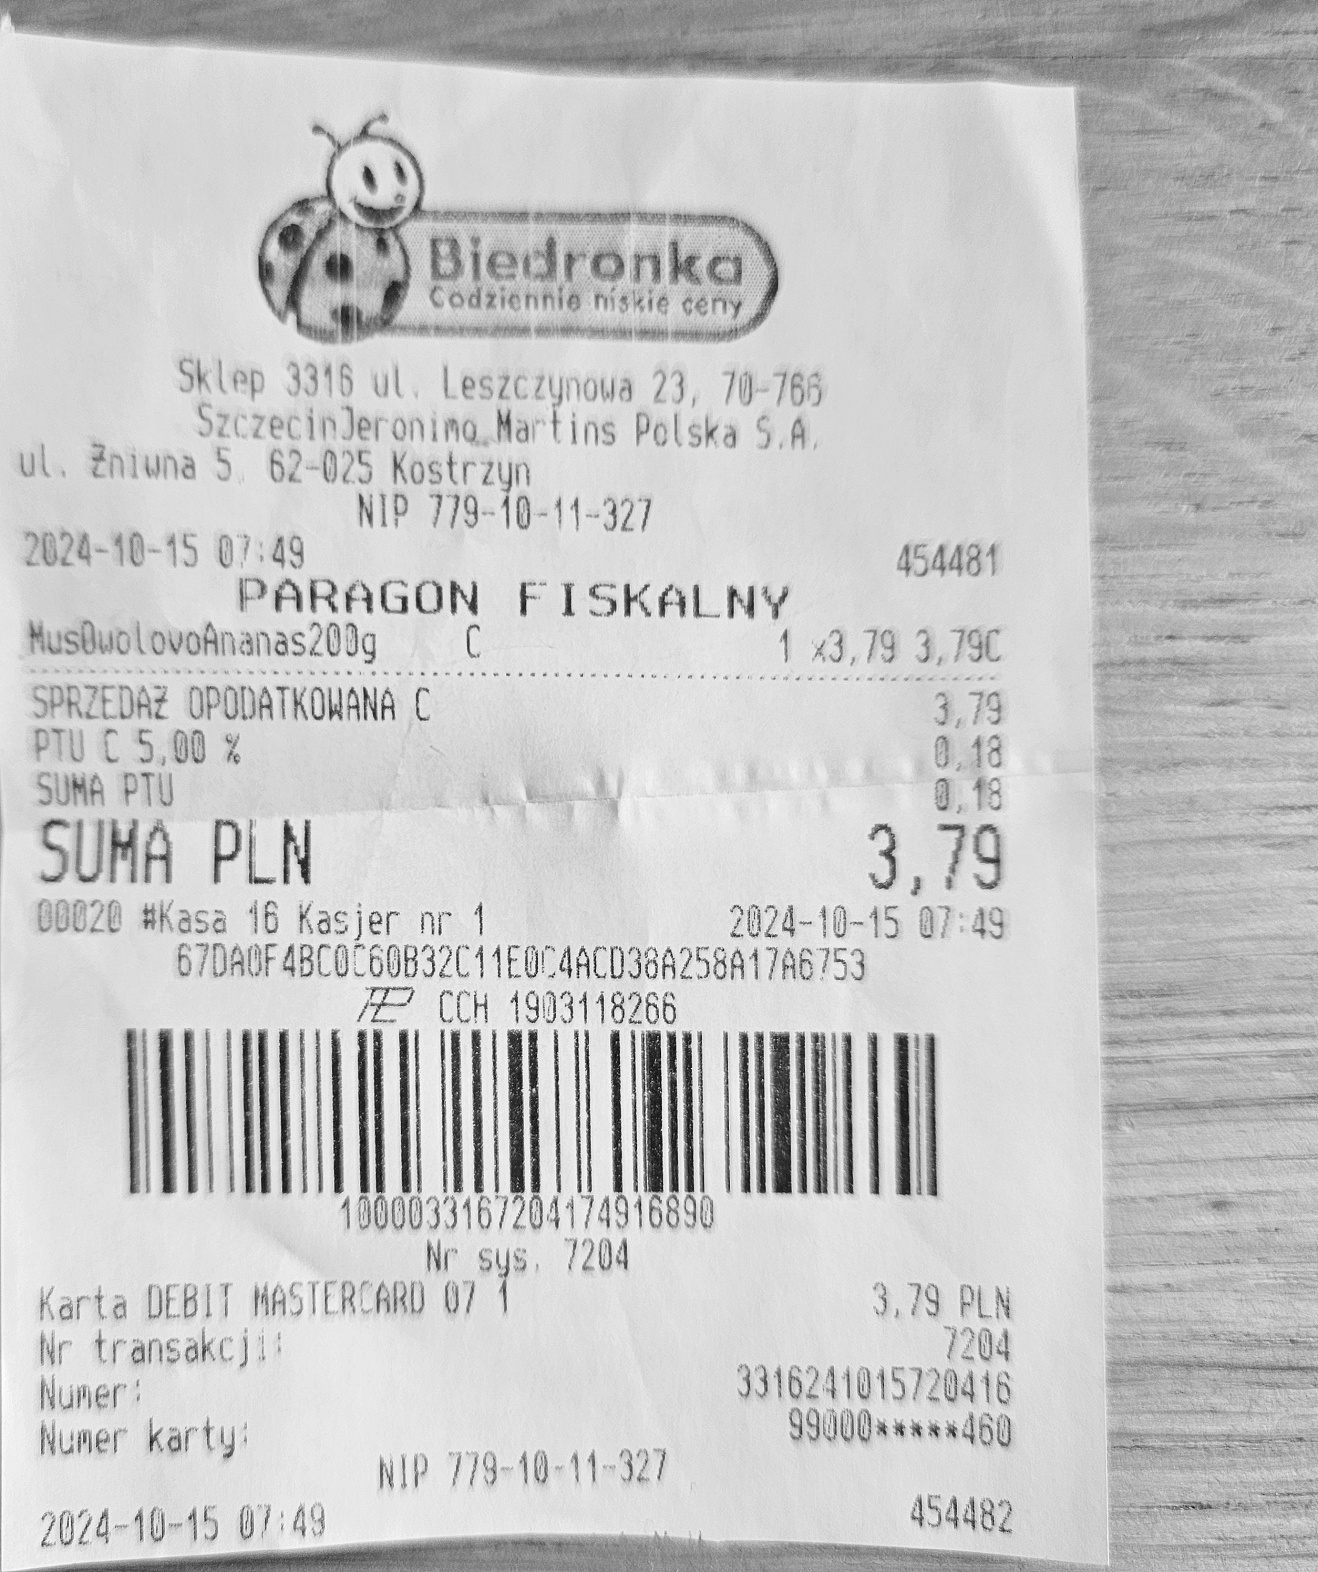 Biedronka
Codziennie niskie ceny
Sklep 3316 ul. Leszczynowa 23, 70-766
SzczecinJeronimo Martins Polska S.A.
ul. Żniwna 5, 62-025 Kostrzyn
NIP 779-10-11-327
2024-10-15 07:49 454481
PARAGON FISKALNY
MusOwolovoAnanas200g C 1 x3,79 3,79C
SPRZEDAŻ OPODATKOWANA C 3,79
PTU C 5,00 % 0,18
SUMA PTU 0,18
SUMA PLN 3,79
00020 #Kasa 16 Kasjer nr 1 2024-10-15 07:49
67DA0F4BC0C60B32C11E0C4ACD38A258A17A6753
CCH 1903118266
1000033167204174916890
Nr sys. 7204
Karta DEBIT MASTERCARD 07 1 3,79 PLN
Nr transakcji: 7204
Numer: 3316241015720416
Numer karty: 99000*****460
NIP 779-10-11-327
2024-10-15 07:49 454482